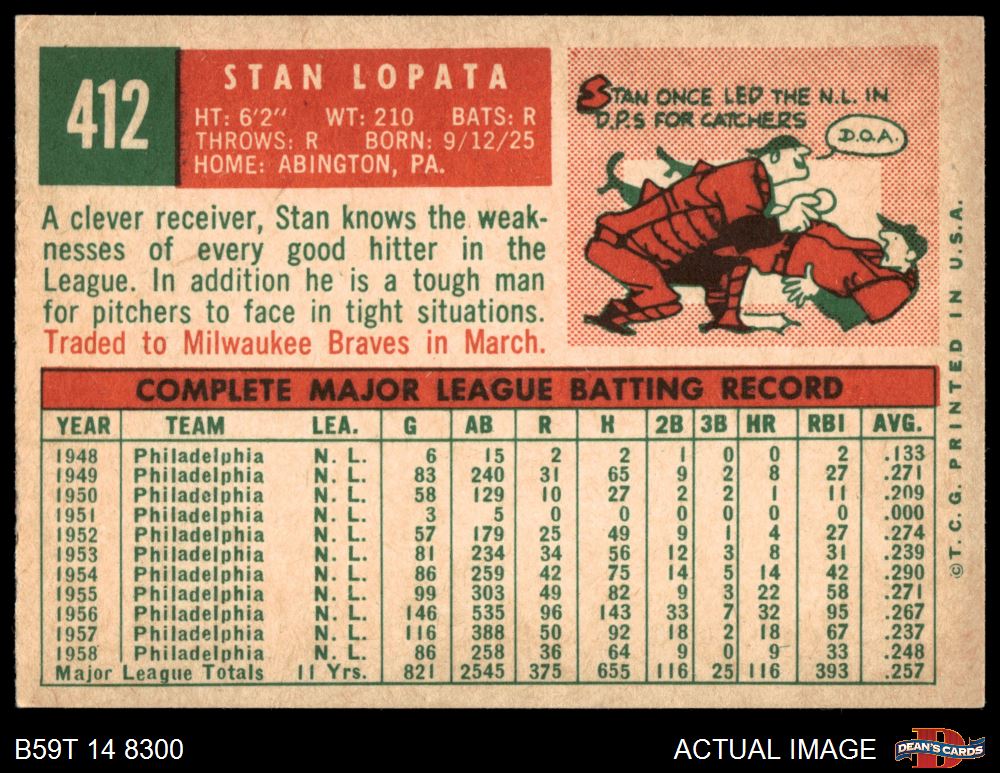 412
STAN LOPATA
HT: 6'2" WT: 210 BATS: R
THROWS: R BORN: 9/12/25
HOME: ABINGTON, PA.
STAN ONCE LED THE N.L. IN
D.P.S FOR CATCHERS
D.O.A.
A clever receiver, Stan knows the weak-
nesses of every good hitter in the
League. In addition he is a tough man
for pitchers to face in tight situations.
Traded to Milwaukee Braves in March.
COMPLETE MAJOR LEAGUE BATTING RECORD
YEAR TEAM LEA. G AB R H 2B 3B HR RBI AVG.
1948 Philadelphia N. L. 6 15 2 2 1 0 0 2 .133
1949 Philadelphia N. L. 83 240 31 65 9 2 8 27 .271
1950 Philadelphia N. L. 58 129 10 27 2 2 1 11 .209
1951 Philadelphia N. L. 3 5 0 0 0 0 0 0 .000
1952 Philadelphia N. L. 57 179 25 49 9 1 4 27 .274
1953 Philadelphia N. L. 81 234 34 56 12 3 8 31 .239
1954 Philadelphia N. L. 86 259 42 75 14 5 14 42 .290
1955 Philadelphia N. L. 99 303 49 82 9 3 22 58 .271
1956 Philadelphia N. L. 146 535 96 143 33 7 32 95 .267
1957 Philadelphia N. L. 116 388 50 92 18 2 18 67 .237
1958 Philadelphia N. L. 86 258 36 64 9 0 9 33 .248
Major League Totals 11 Yrs. 821 2545 375 655 116 25 116 393 .257
©T. C. G. PRINTED IN U.S.A.
B59T 14 8300
ACTUAL IMAGE
DEAN'S CARDS